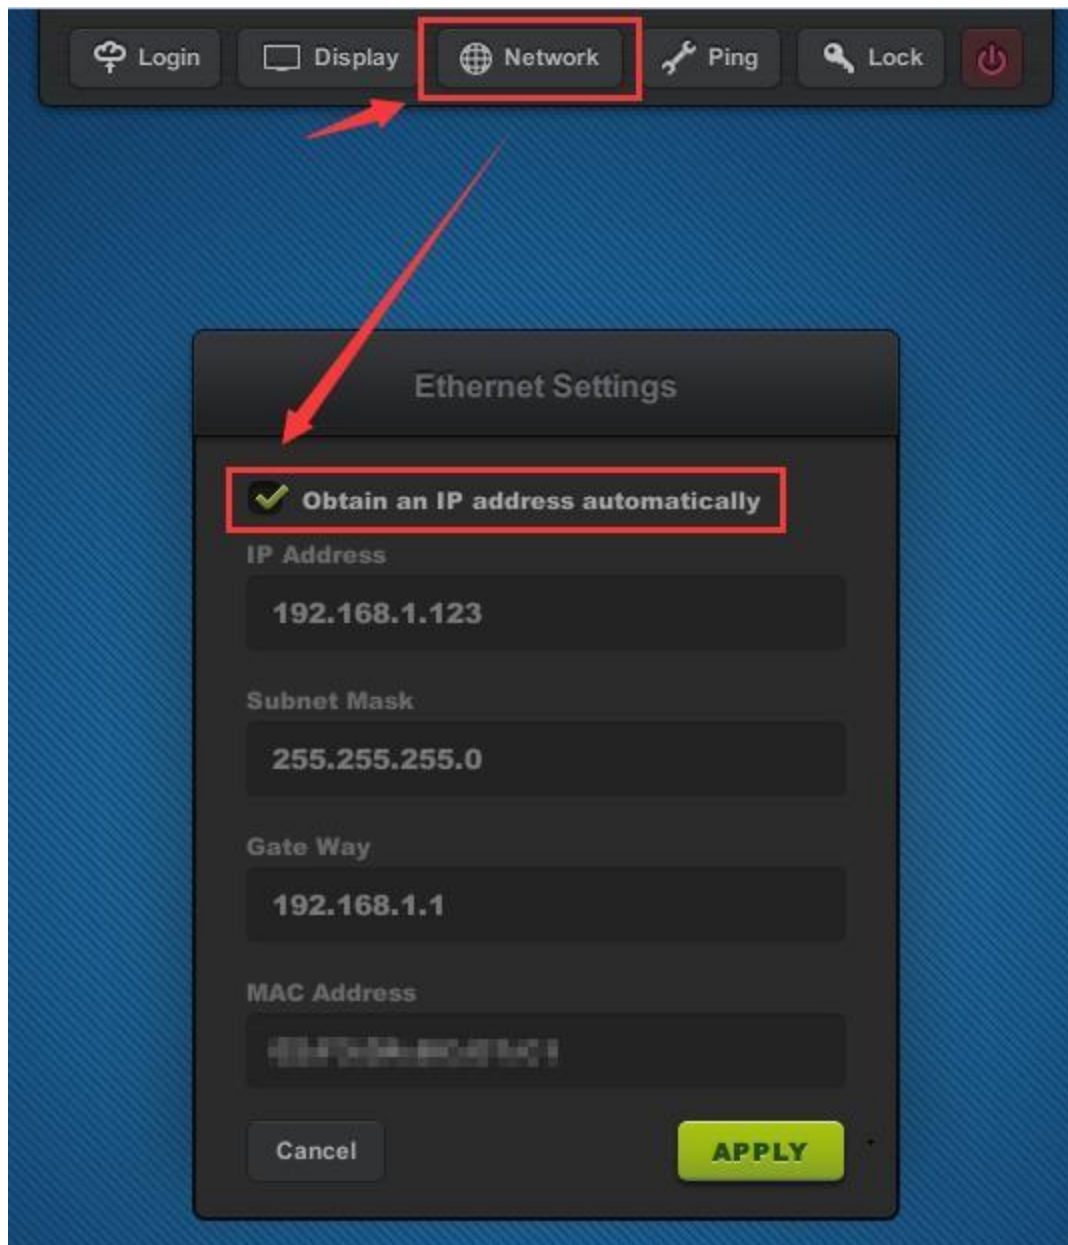 Login Display Network Ping Lock
Ethernet Settings
Obtain an IP address automatically
IP Address
192.168.1.123
Subnet Mask
255.255.255.0
Gate Way
192.168.1.1
MAC Address
Cancel APPLY